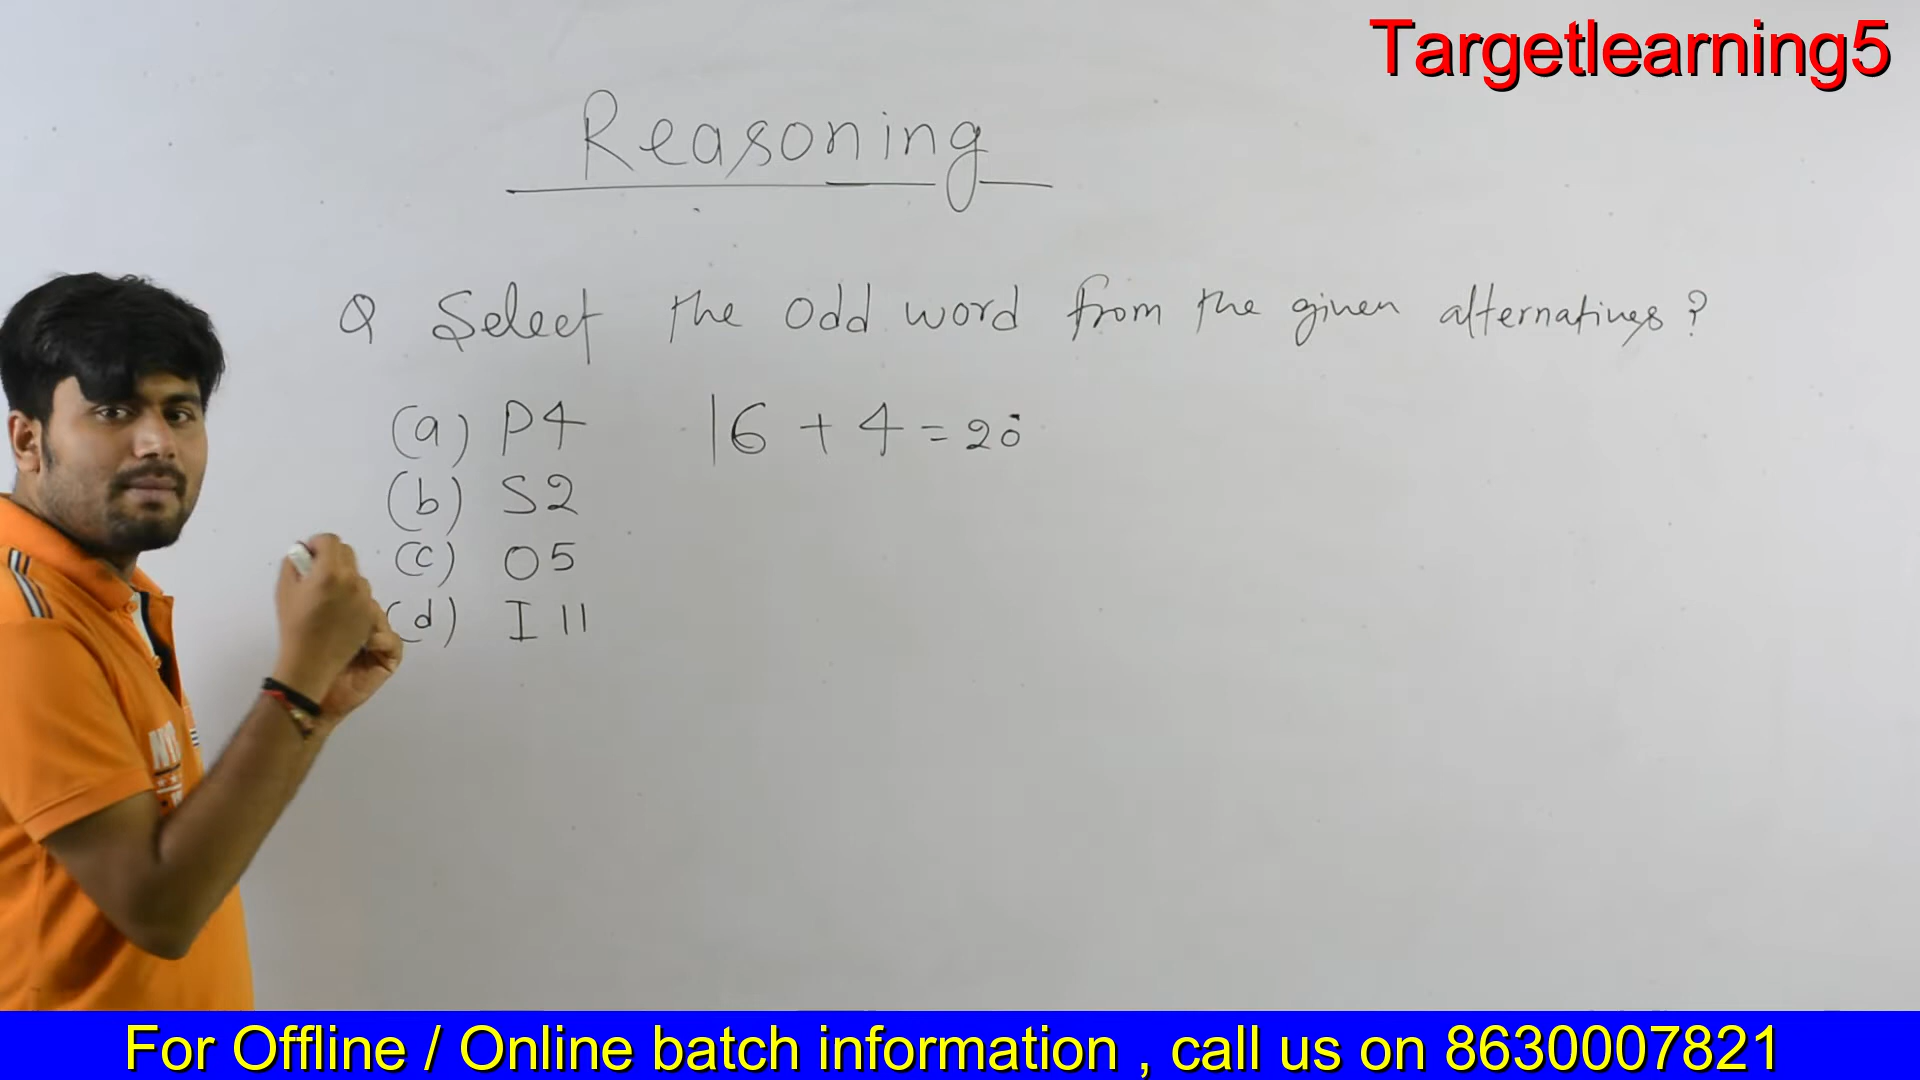 Targetlearning5
Reasoning
Q Select the odd word from the given alternatives?
(a) P4 16 + 4 = 20
(b) S2
(c) O5
(d) I 11
For Offline / Online batch information , call us on 8630007821